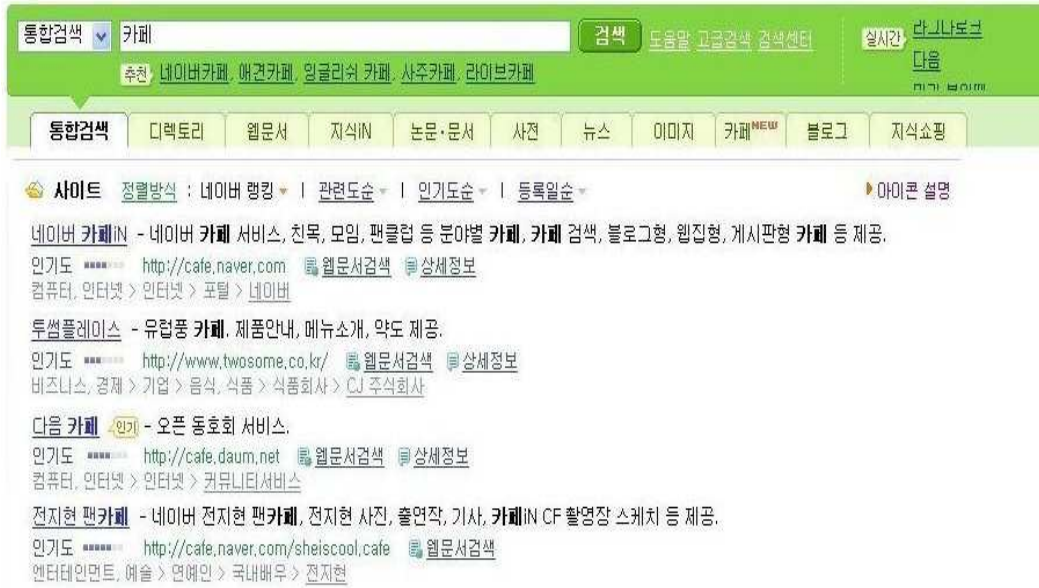 통합검색 카페 검색 도움말 고급검색 검색센터 실시간 라그나로크
다음
추천 네이버카페, 애견카페, 잉글리쉬 카페, 사주카페, 라이브카페
통합검색 디렉토리 웹문서 지식iN 논문·문서 사전 뉴스 이미지 카페NEW 블로그 지식쇼핑
사이트 정렬방식 : 네이버 랭킹 | 관련도순 | 인기도순 | 등록일순 아이콘 설명
네이버 카페iN - 네이버 카페 서비스, 친목, 모임, 팬클럽 등 분야별 카페, 카페 검색, 블로그형, 웹진형, 게시판형 카페 등 제공.
인기도 http://cafe.naver.com 웹문서검색 상세정보
컴퓨터, 인터넷 > 인터넷 > 포털 > 네이버
투썸플레이스 - 유럽풍 카페. 제품안내, 메뉴소개, 약도 제공.
인기도 http://www.twosome.co.kr/ 웹문서검색 상세정보
비즈니스, 경제 > 기업 > 음식, 식품 > 식품회사 > CJ 주식회사
다음 카페 인기 - 오픈 동호회 서비스.
인기도 http://cafe.daum.net 웹문서검색 상세정보
컴퓨터, 인터넷 > 인터넷 > 커뮤니티서비스
전지현 팬카페 - 네이버 전지현 팬카페, 전지현 사진, 출연작, 기사, 카페iN CF 촬영장 스케치 등 제공.
인기도 http://cafe.naver.com/sheiscool.cafe 웹문서검색
엔터테인먼트, 예술 > 연예인 > 국내배우 > 전지현